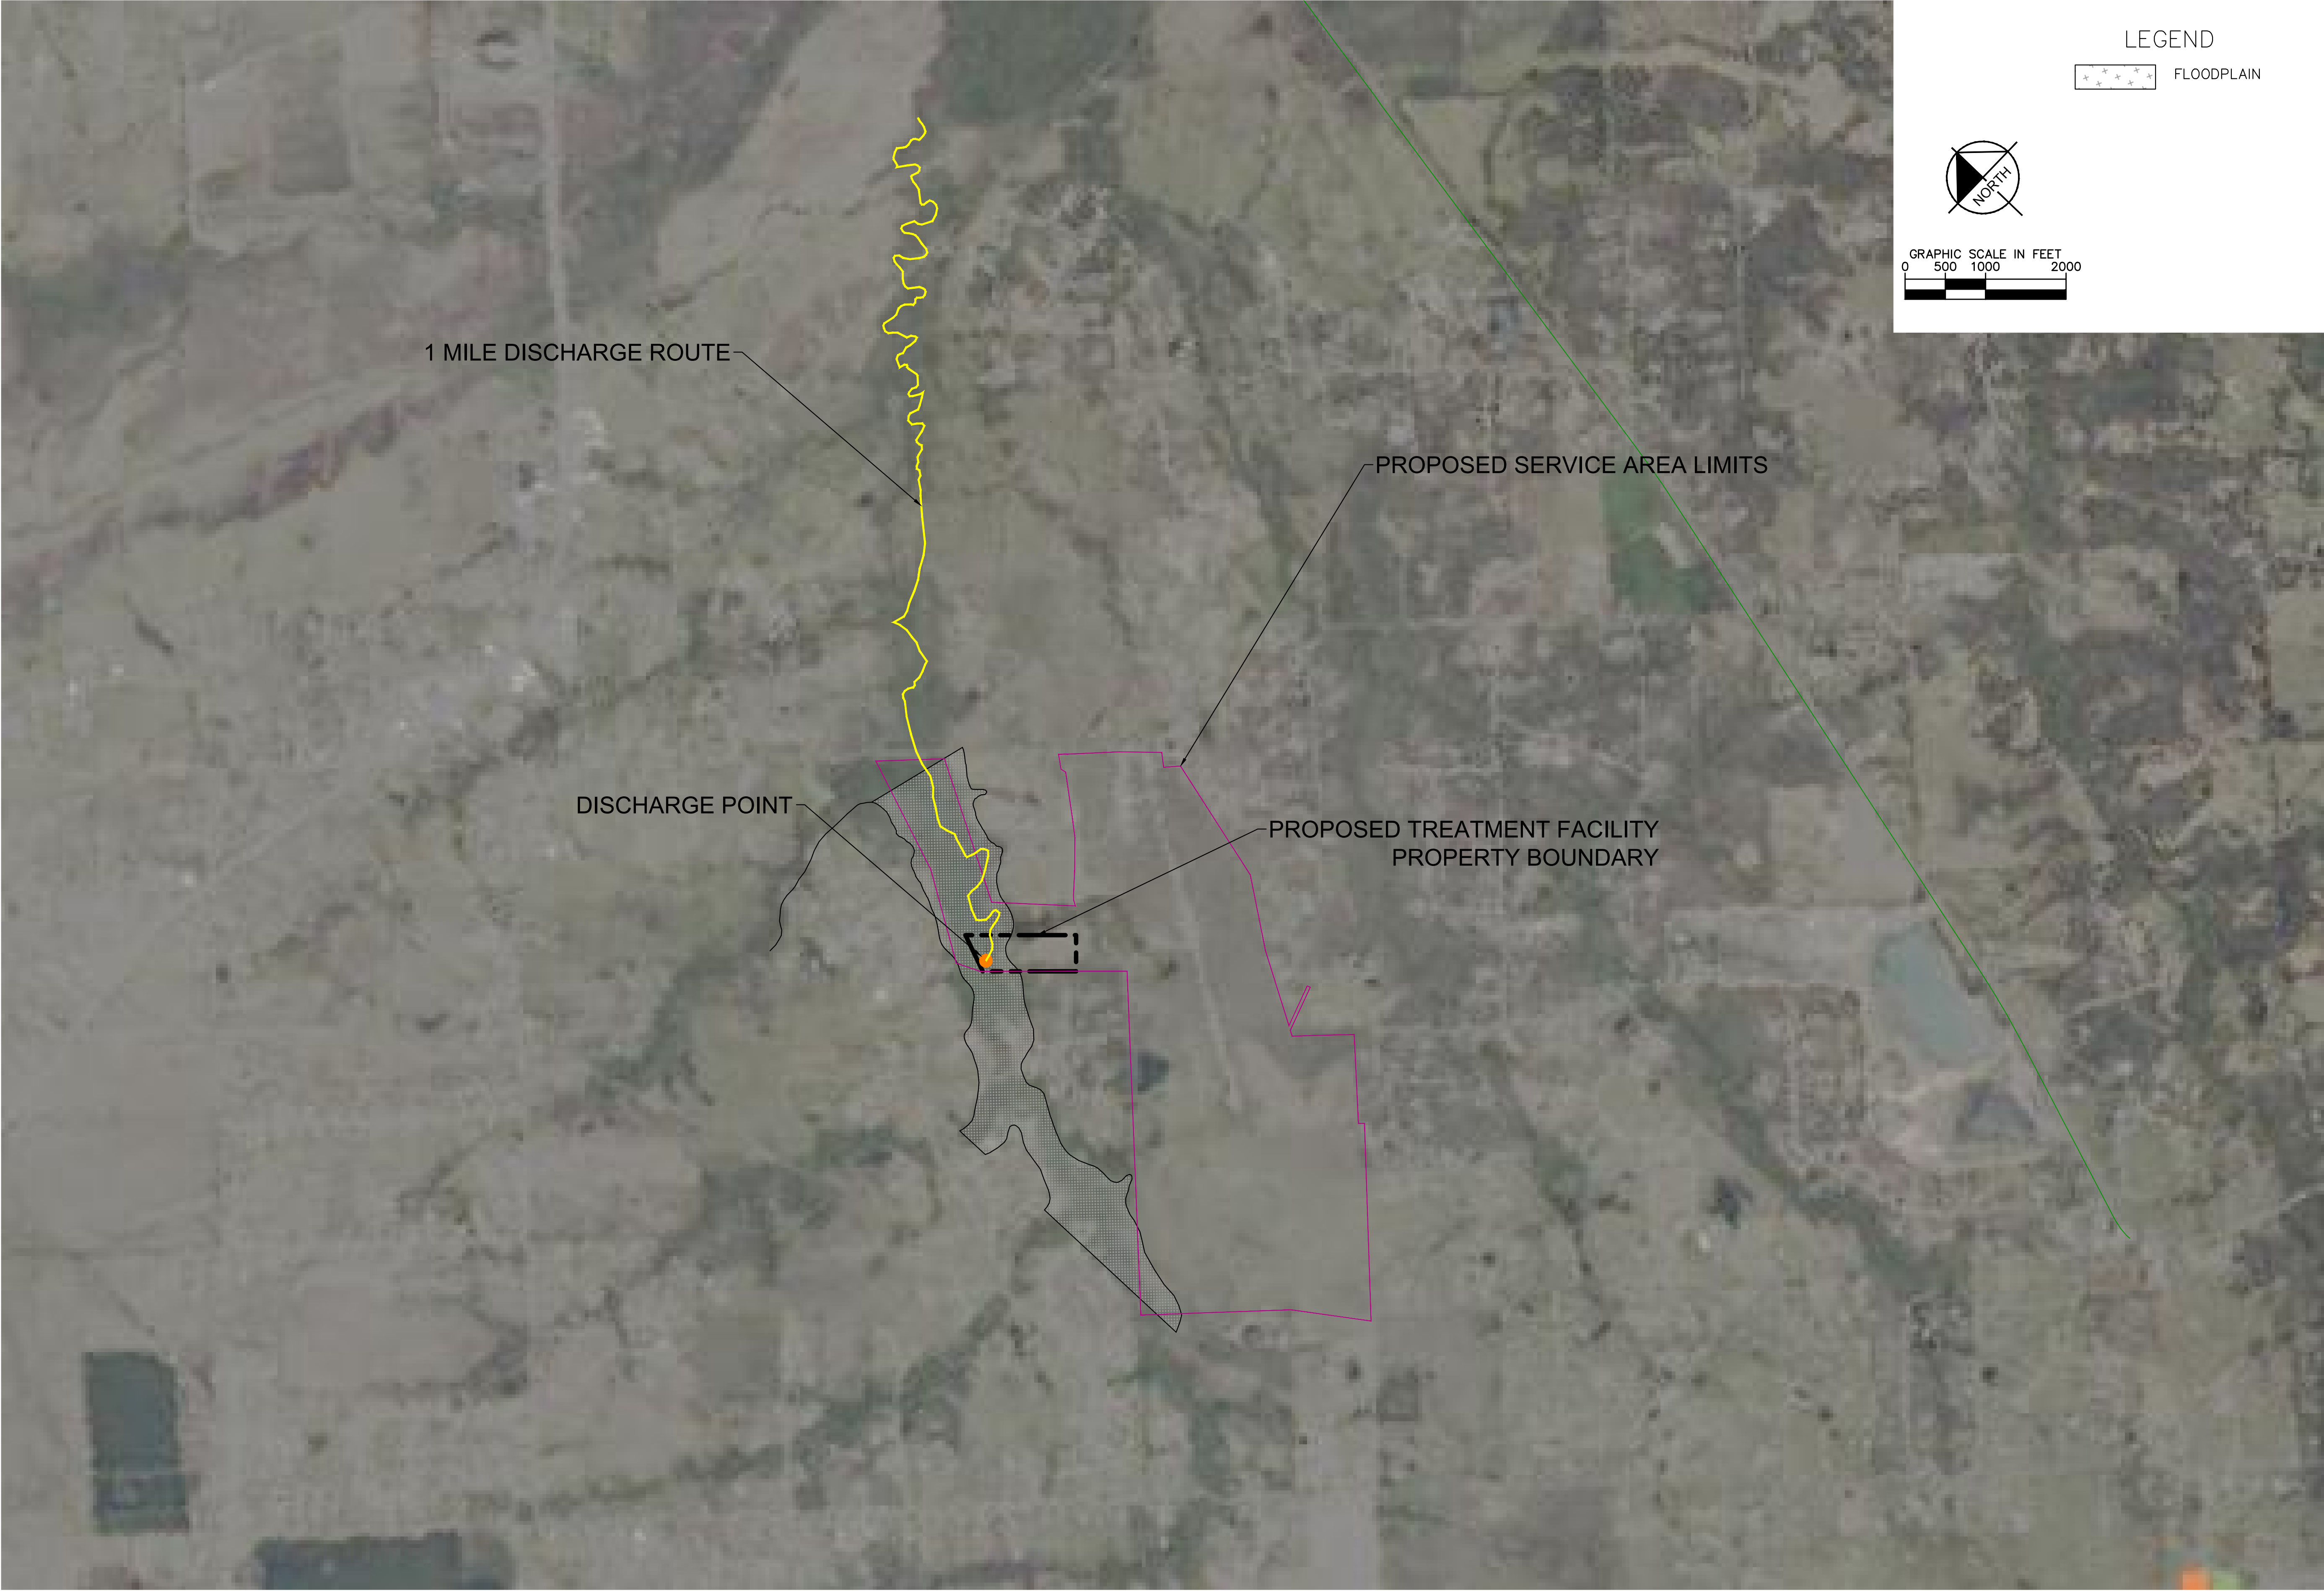 LEGEND
FLOODPLAIN
NORTH
GRAPHIC SCALE IN FEET
0 500 1000 2000
1 MILE DISCHARGE ROUTE
PROPOSED SERVICE AREA LIMITS
DISCHARGE POINT
PROPOSED TREATMENT FACILITY
PROPERTY BOUNDARY